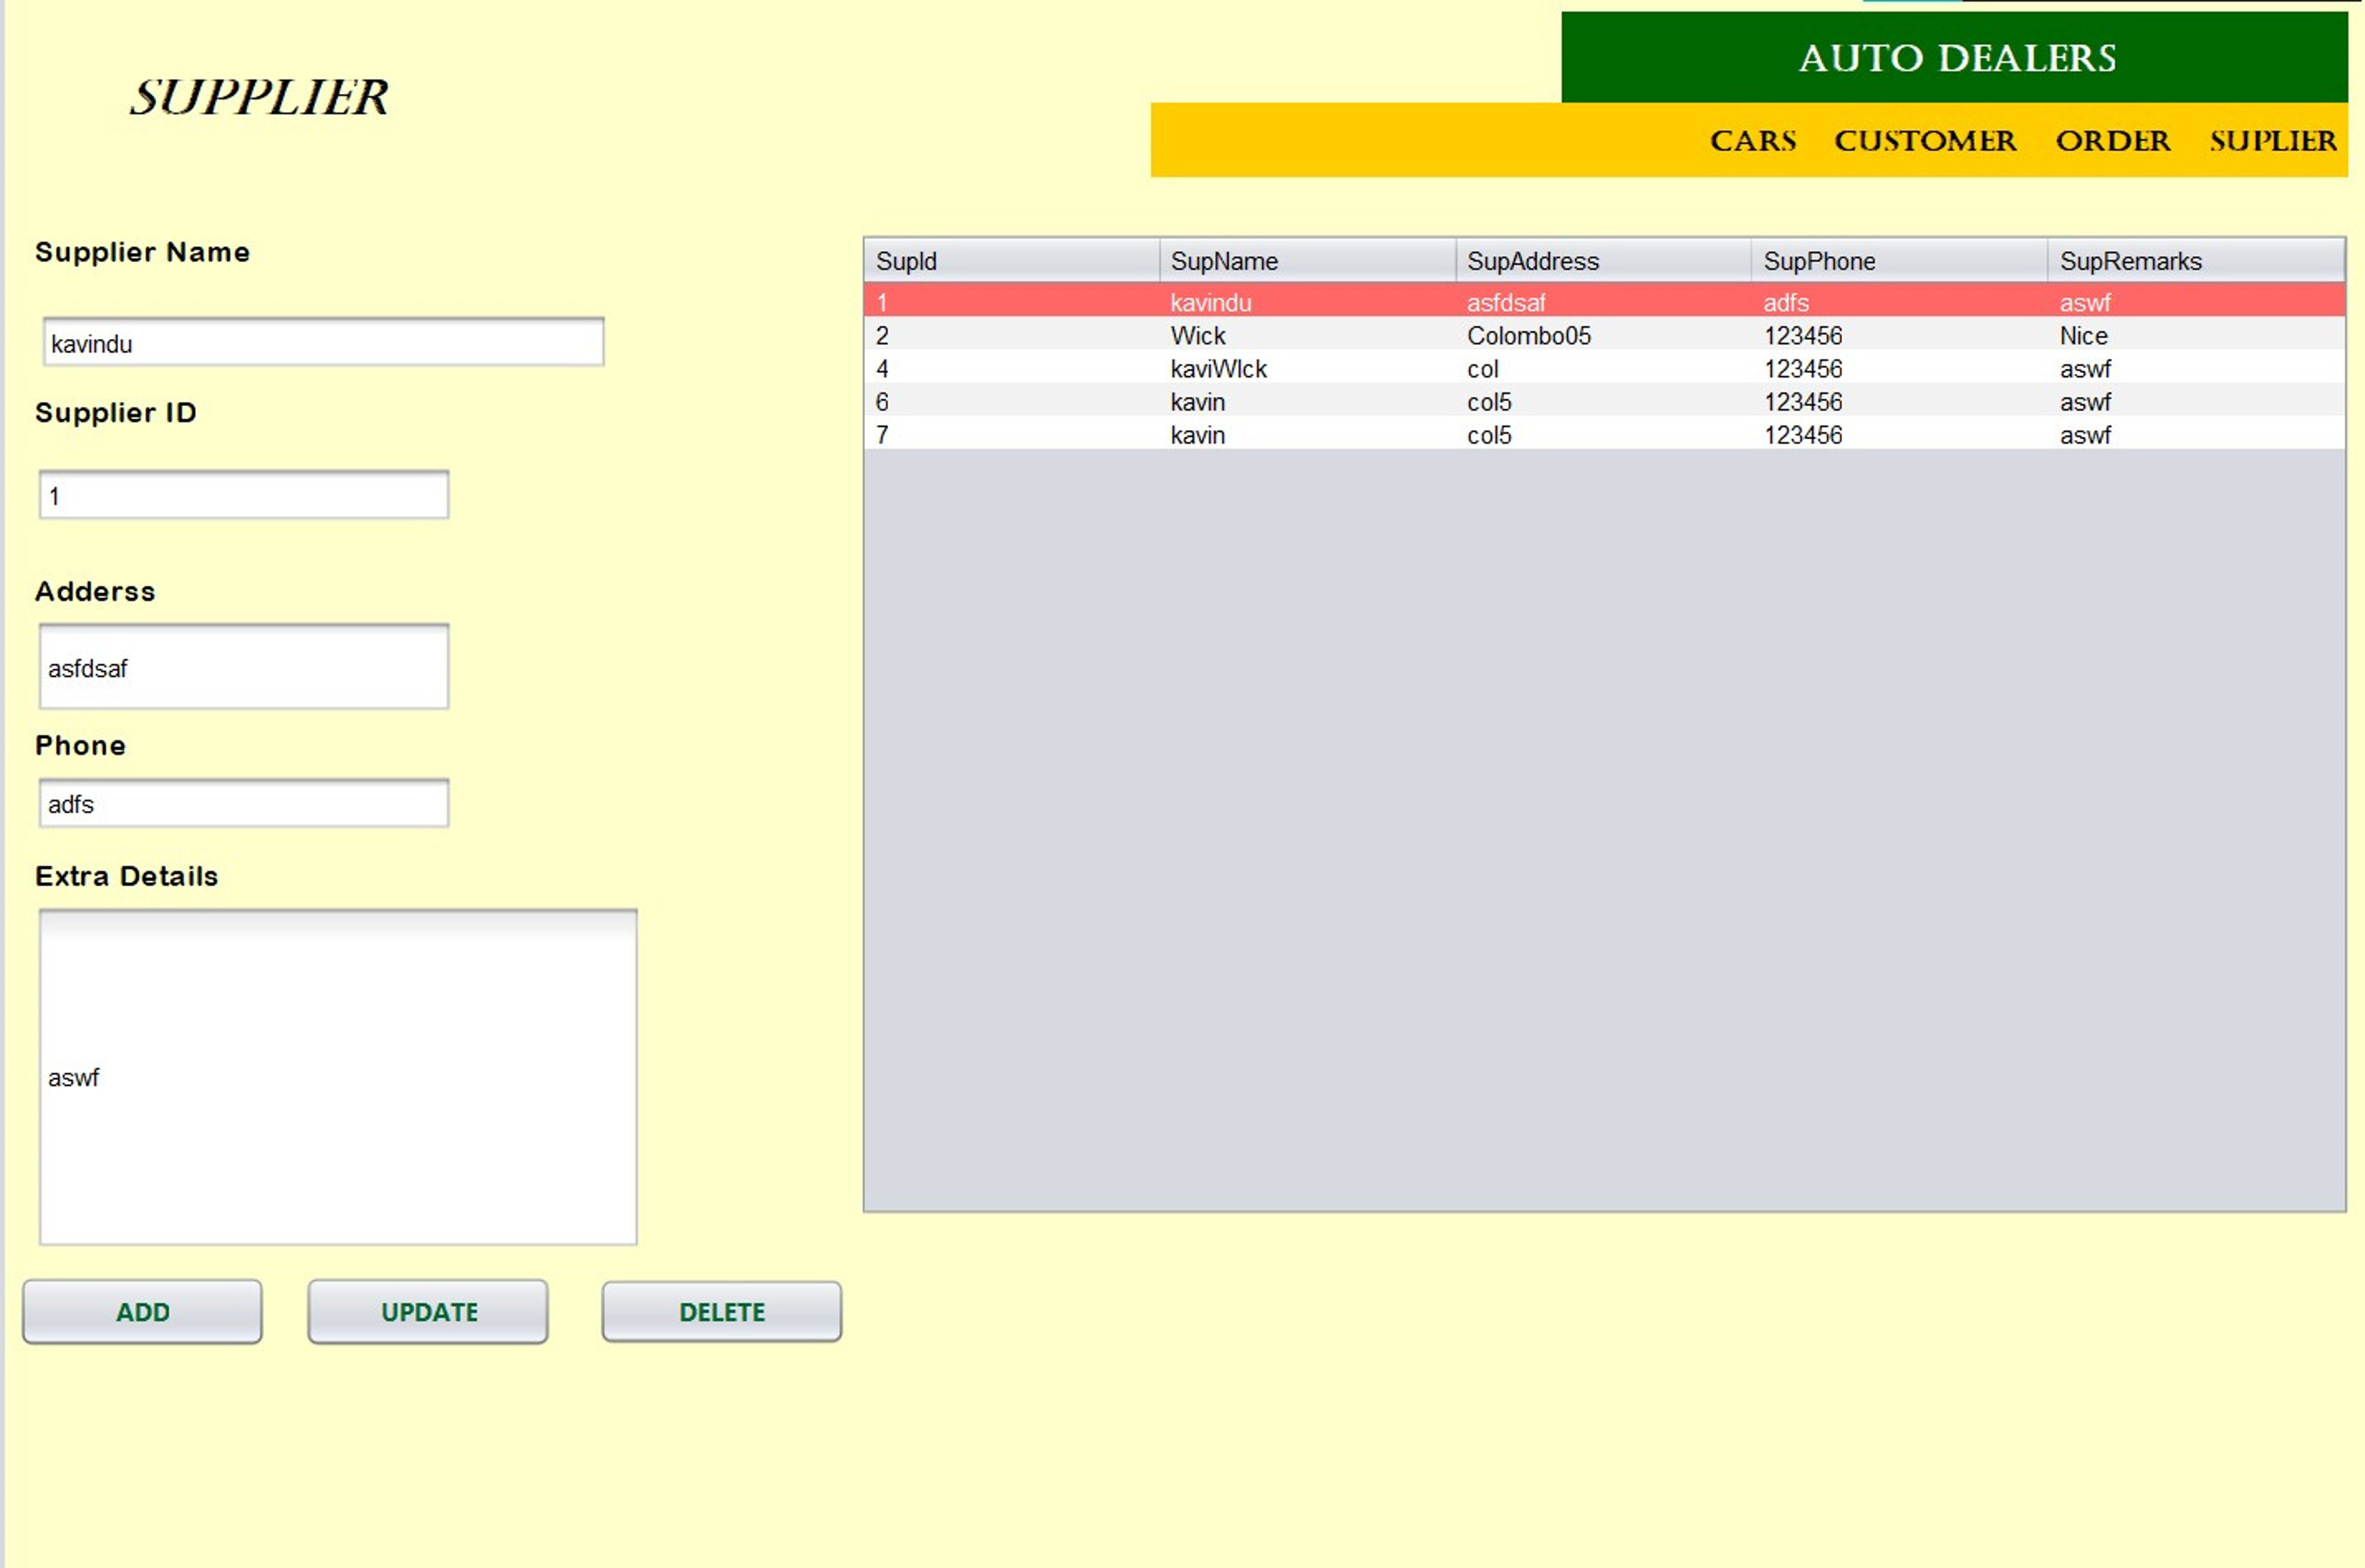 AUTO DEALERS
SUPPLIER
CARS CUSTOMER ORDER SUPLIER
Supplier Name
kavindu
Supplier ID
1
Adderss
asfdsaf
Phone
adfs
Extra Details
aswf
ADD UPDATE DELETE
SupId SupName SupAddress SupPhone SupRemarks
1 kavindu asfdsaf adfs aswf
2 Wick Colombo05 123456 Nice
4 kaviWIck col 123456 aswf
6 kavin col5 123456 aswf
7 kavin col5 123456 aswf